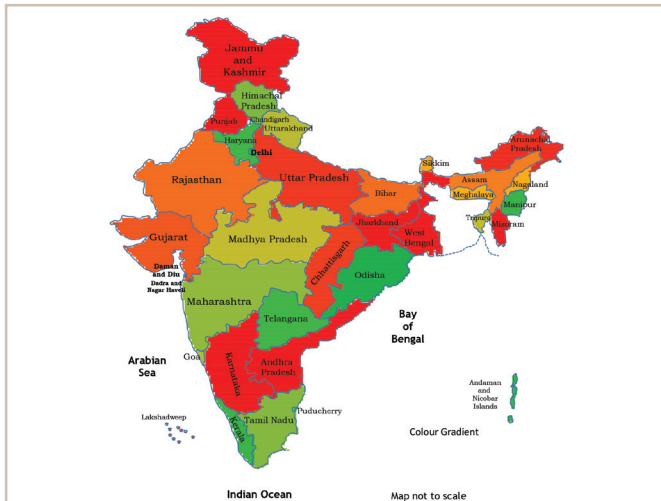 Jammu
and
Kashmir
Himachal
Pradesh
Punjab
Chandigarh
Uttarakhand
Haryana
Delhi
Rajasthan
Uttar Pradesh
Sikkim
Arunachal
Pradesh
Assam
Nagaland
Meghalaya
Manipur
Bihar
Tripura
Mizoram
Gujarat
Madhya Pradesh
Jharkhand
West
Bengal
Chhattisgarh
Daman
and Diu
Dadra and
Nagar Haveli
Odisha
Maharashtra
Telangana
Bay
of
Bengal
Arabian
Sea
Goa
Karnataka
Andhra
Pradesh
Andaman
and
Nicobar
Islands
Lakshadweep
Kerala
Tamil Nadu
Puducherry
Colour Gradient
Indian Ocean
Map not to scale